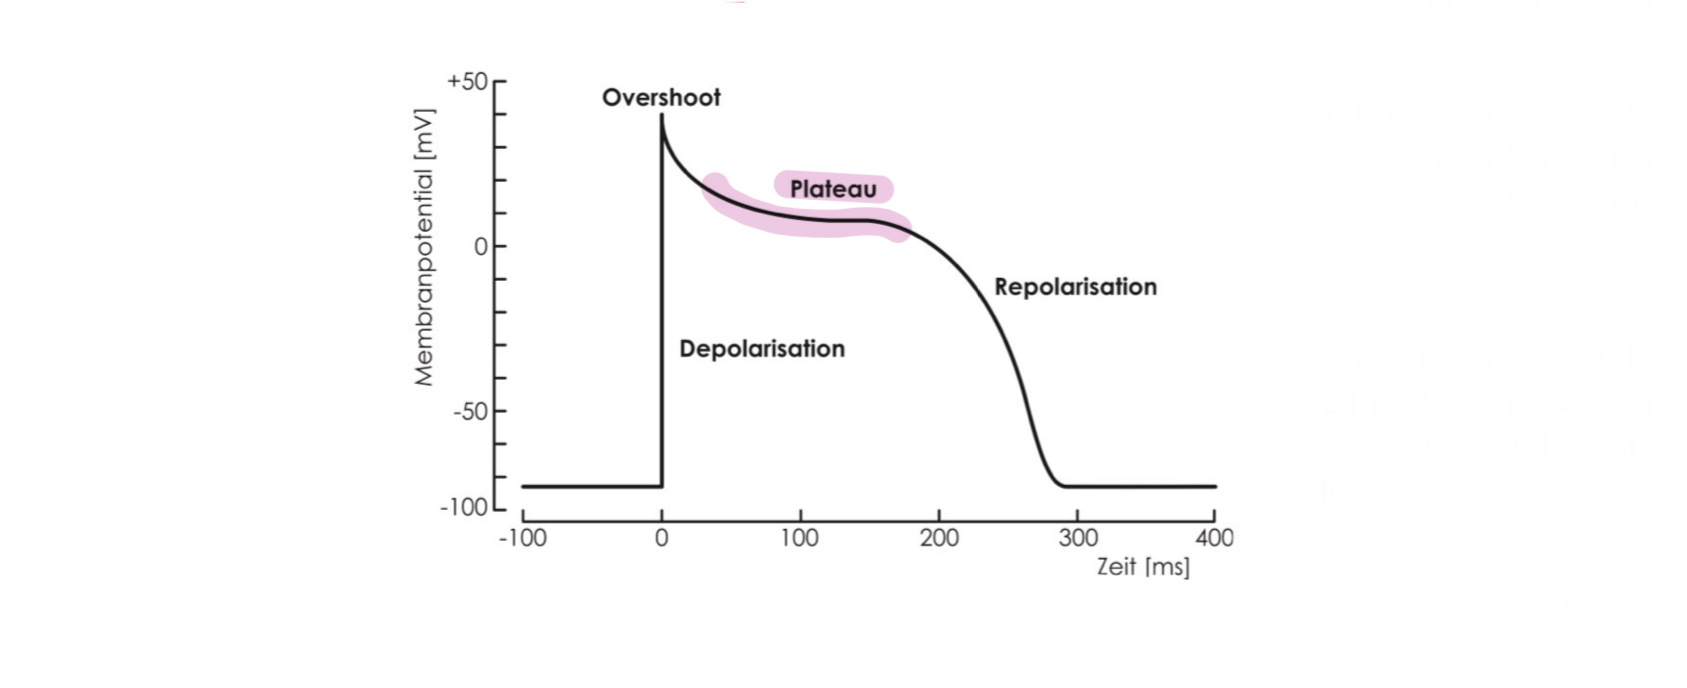 +50
Overshoot
Membranpotential [mV]
Plateau
0
Repolarisation
Depolarisation
-50
-100
-100 0 100 200 300 400
Zeit [ms]